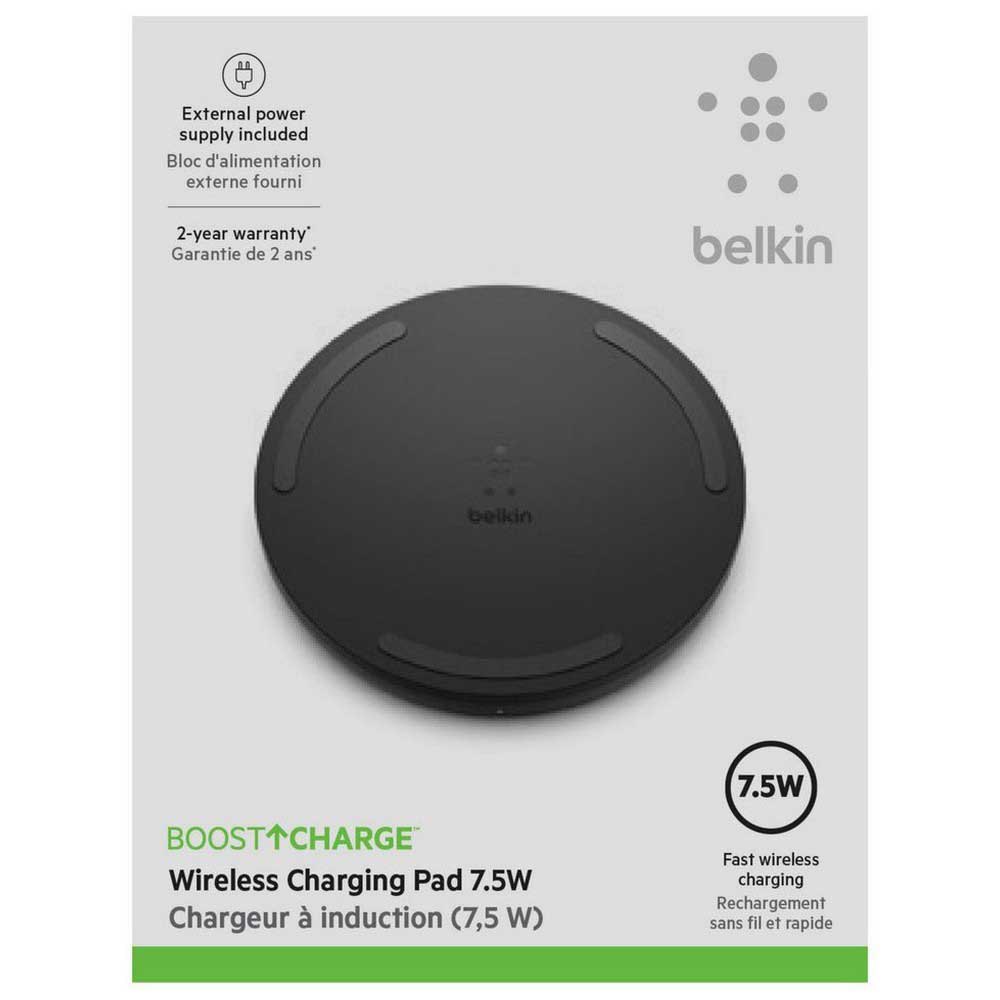 External power
supply included
Bloc d'alimentation
externe fourni
2-year warranty*
Garantie de 2 ans*
belkin
belkin
BOOST↑CHARGE™
Wireless Charging Pad 7.5W
Chargeur à induction (7,5 W)
7.5W
Fast wireless
charging
Rechargement
sans fil et rapide